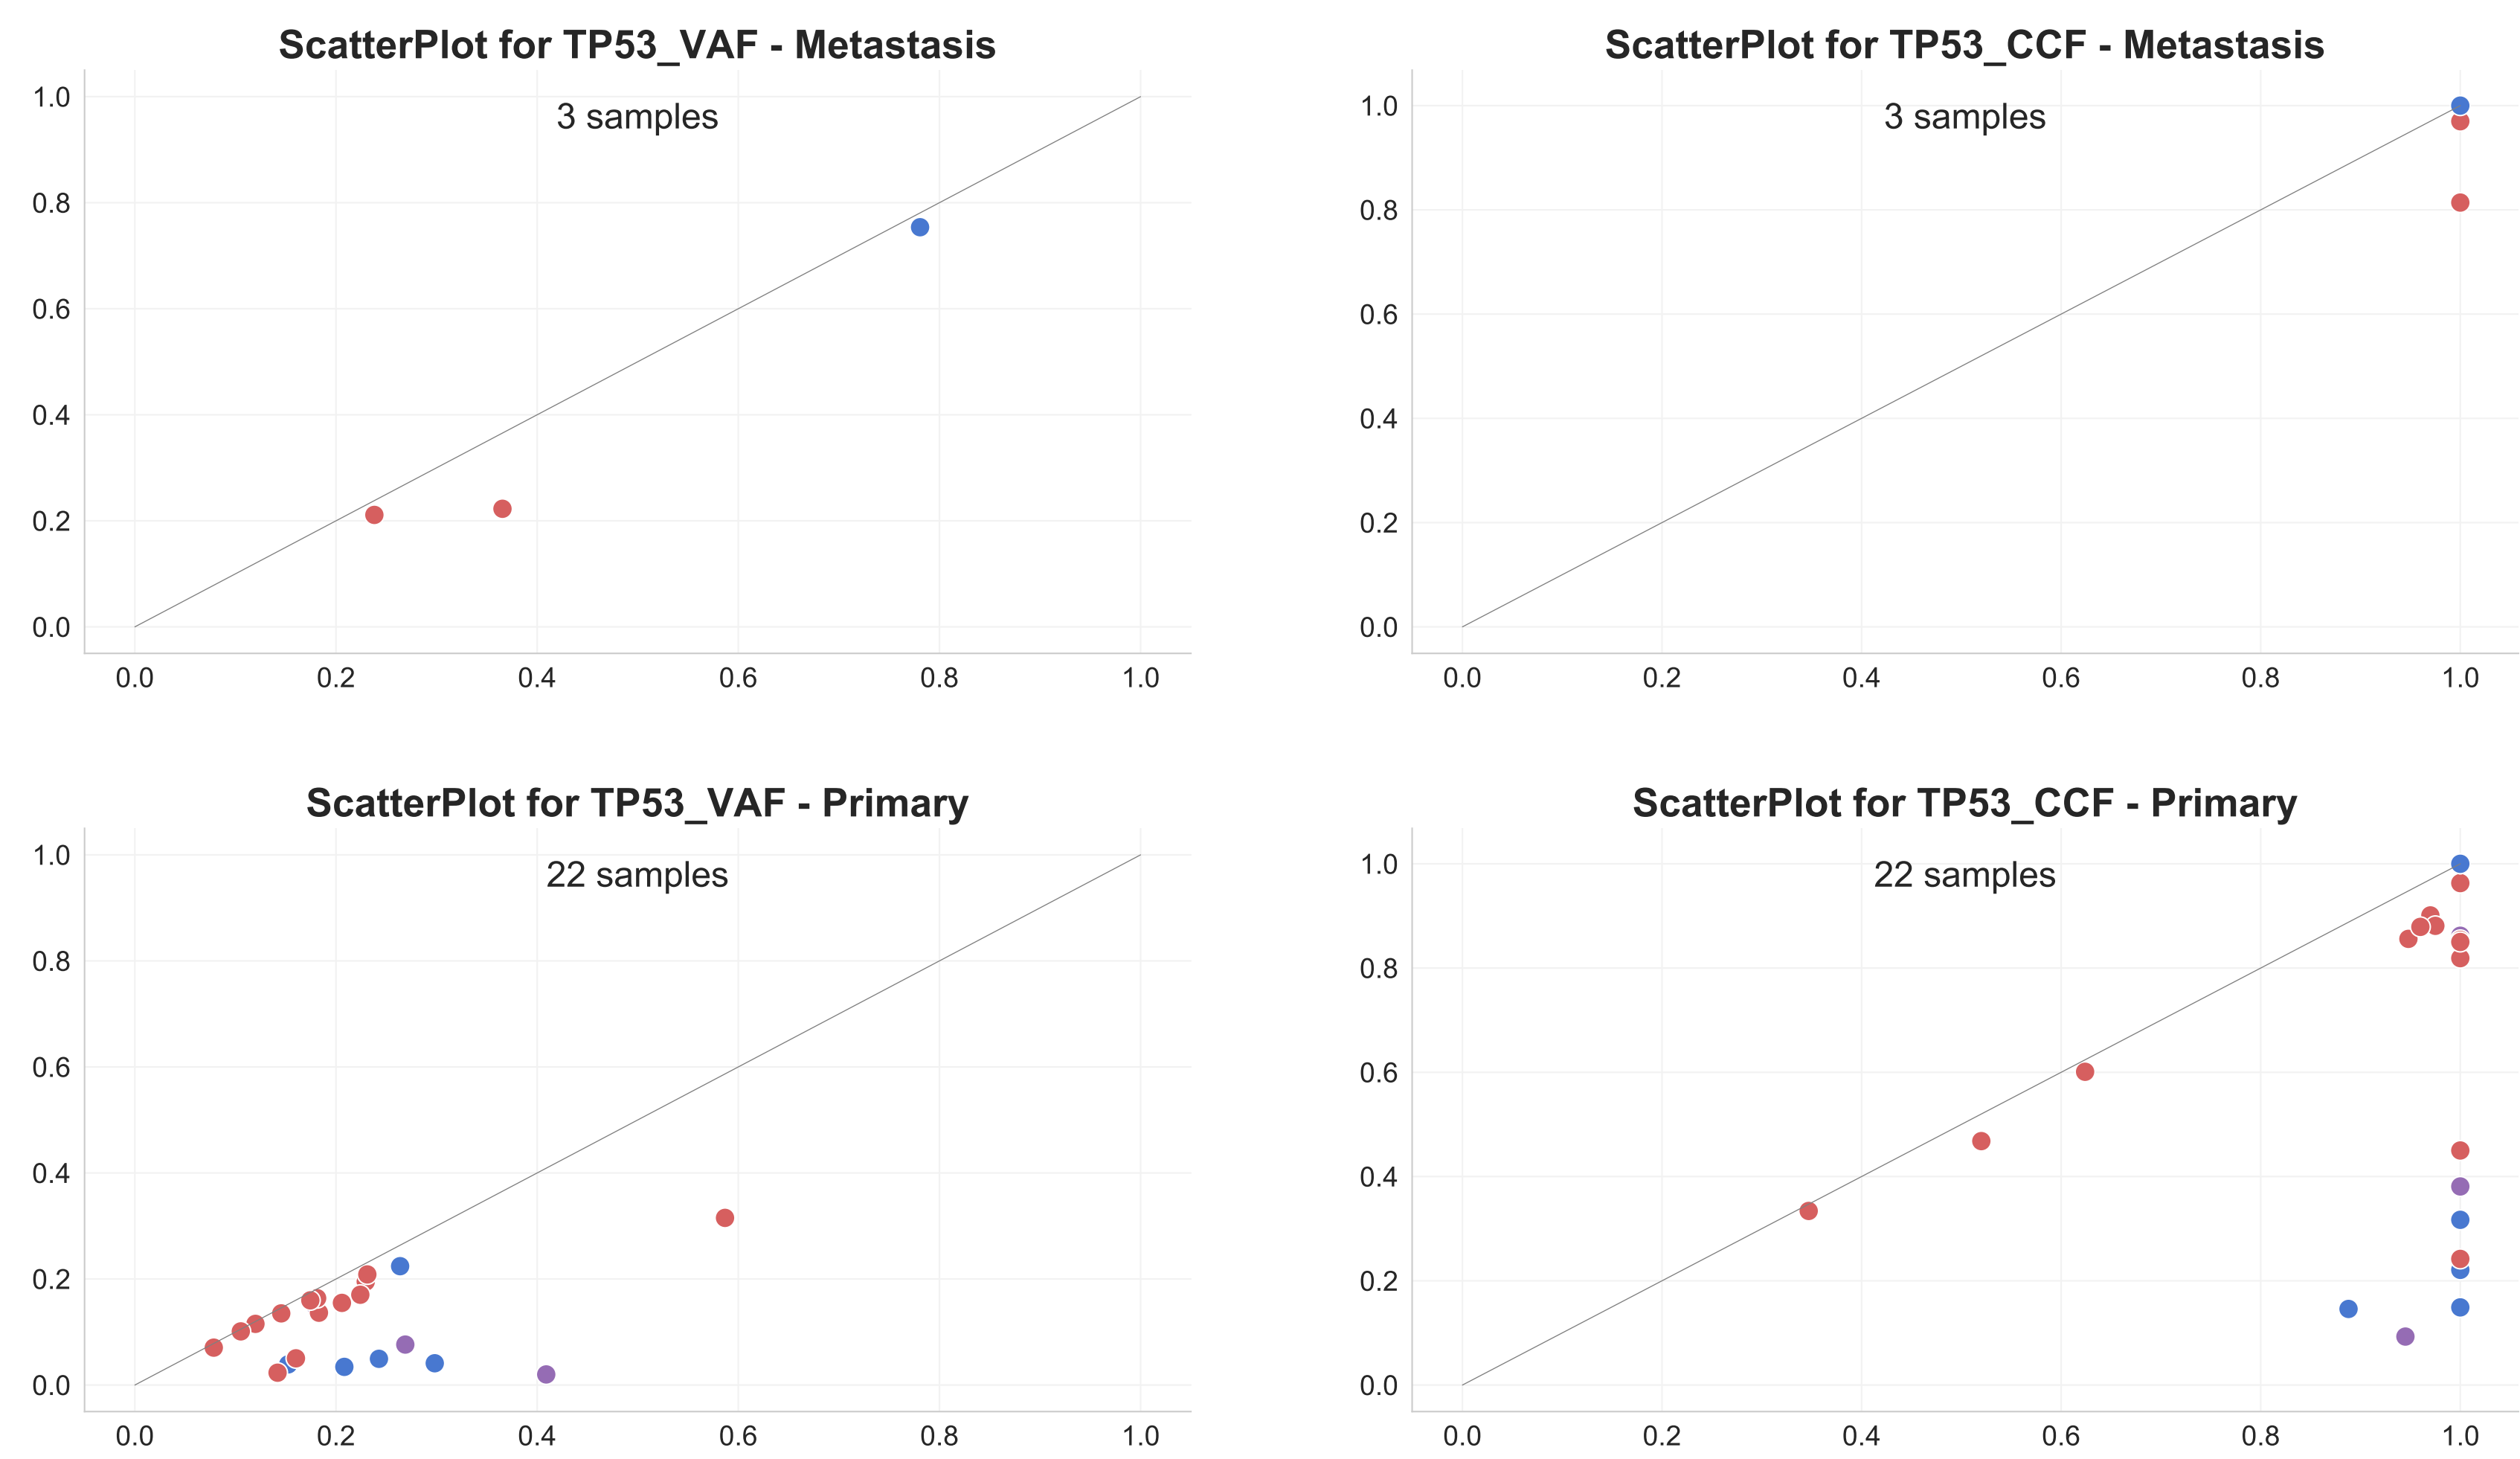 ScatterPlot for TP53_VAF - Metastasis
3 samples
1.0
0.8
0.6
0.4
0.2
0.0
0.0 0.2 0.4 0.6 0.8 1.0
ScatterPlot for TP53_CCF - Metastasis
3 samples
1.0
0.8
0.6
0.4
0.2
0.0
0.0 0.2 0.4 0.6 0.8 1.0
ScatterPlot for TP53_VAF - Primary
22 samples
1.0
0.8
0.6
0.4
0.2
0.0
0.0 0.2 0.4 0.6 0.8 1.0
ScatterPlot for TP53_CCF - Primary
22 samples
1.0
0.8
0.6
0.4
0.2
0.0
0.0 0.2 0.4 0.6 0.8 1.0